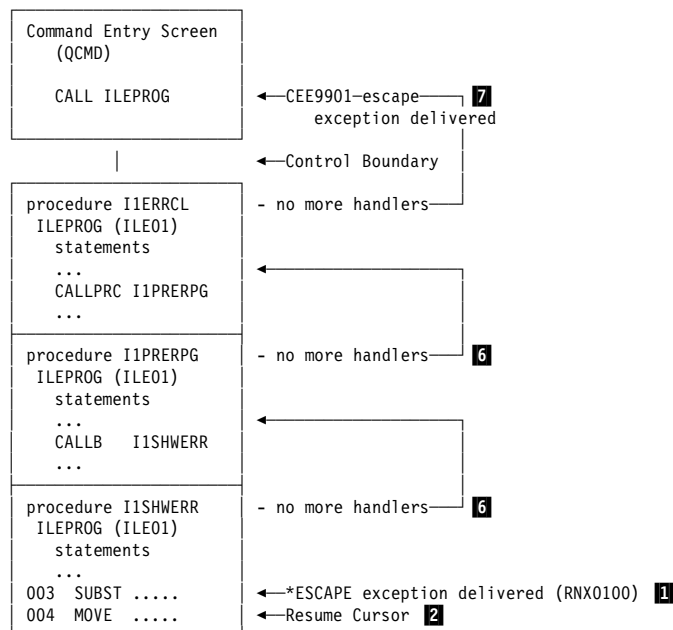 Command Entry Screen
(QCMD)
CALL ILEPROG
CEE9901-escape 7
exception delivered
Control Boundary
procedure I1ERRCL - no more handlers
ILEPROG (ILE01)
statements
...
CALLPRC I1PRERPG
...
procedure I1PRERPG - no more handlers 6
ILEPROG (ILE01)
statements
...
CALLB I1SHWERR
...
procedure I1SHWERR - no more handlers 6
ILEPROG (ILE01)
statements
...
003 SUBST ..... *ESCAPE exception delivered (RNX0100) 1
004 MOVE ..... Resume Cursor 2